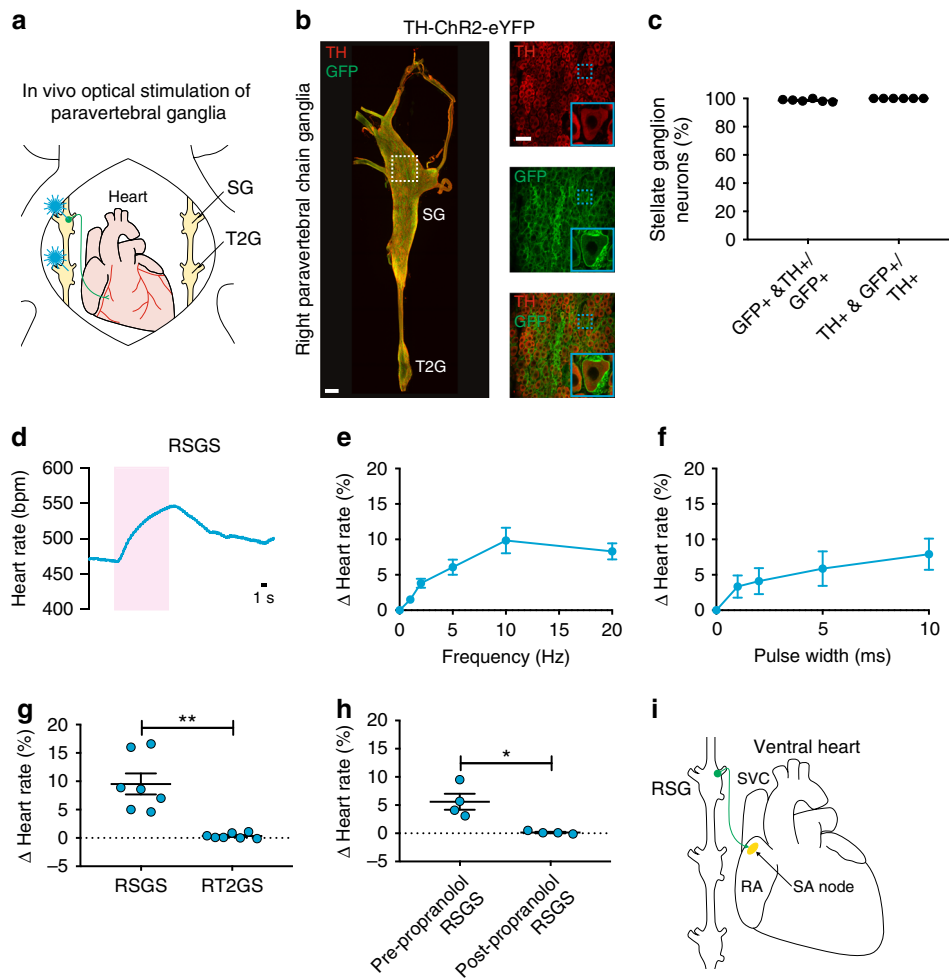 a
In vivo optical stimulation of
paravertebral ganglia
Heart
SG
T2G
b
TH-ChR2-eYFP
Right paravertebral chain ganglia
TH
GFP
SG
T2G
TH
GFP
TH
GFP
c
Stellate ganglion
neurons (%)
100
80
60
40
20
0
GFP+ &TH+/
GFP+
TH+ & GFP+/
TH+
d
RSGS
Heart rate (bpm)
600
550
500
450
400
1 s
e
Δ Heart rate (%)
20
15
10
5
0
0 5 10 15 20
Frequency (Hz)
f
Δ Heart rate (%)
20
15
10
5
0
0 5 10
Pulse width (ms)
g
Δ Heart rate (%)
20
15
10
5
0
−5
**
RSGS RT2GS
h
Δ Heart rate (%)
20
15
10
5
0
−5
*
Pre-propranolol
RSGS
Post-propranolol
RSGS
i
Ventral heart
RSG
SVC
RA
SA node